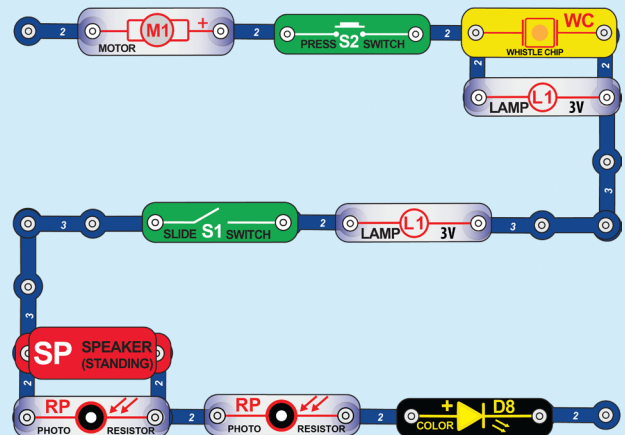 2 M1 + MOTOR 2 PRESS S2 SWITCH 2 WC WHISTLE CHIP
2 2
LAMP L1 3V
3
3 SLIDE S1 SWITCH 2 LAMP L1 3V 3
3
SP SPEAKER (STANDING)
2 2
RP PHOTO RESISTOR 2 RP PHOTO RESISTOR 2 + D8 COLOR 2